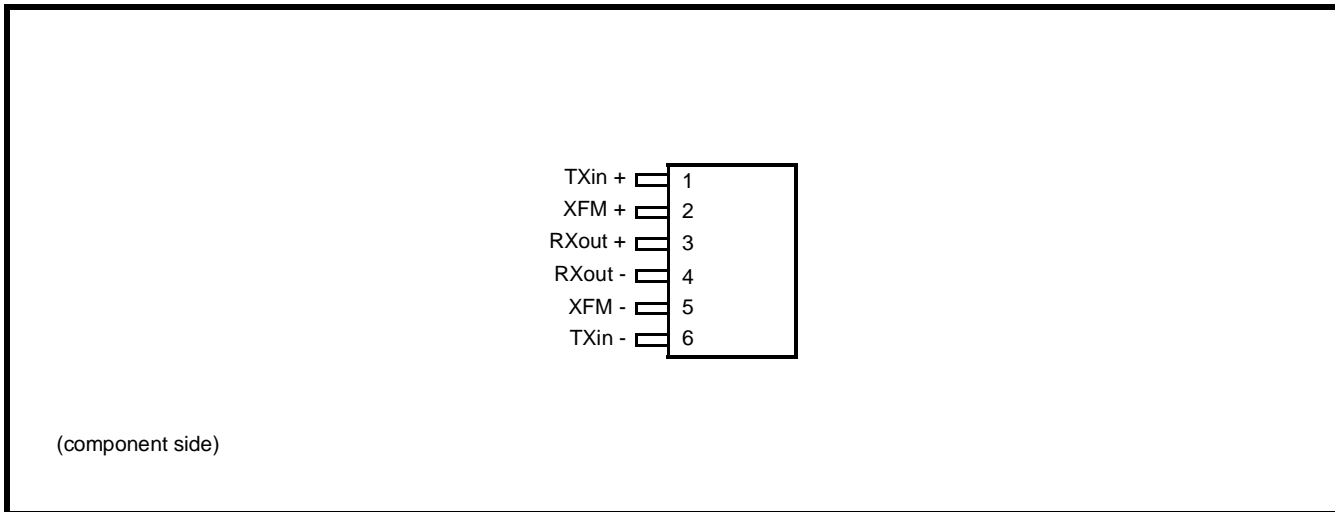 TXin + 1
XFM + 2
RXout + 3
RXout - 4
XFM - 5
TXin - 6
(component side)